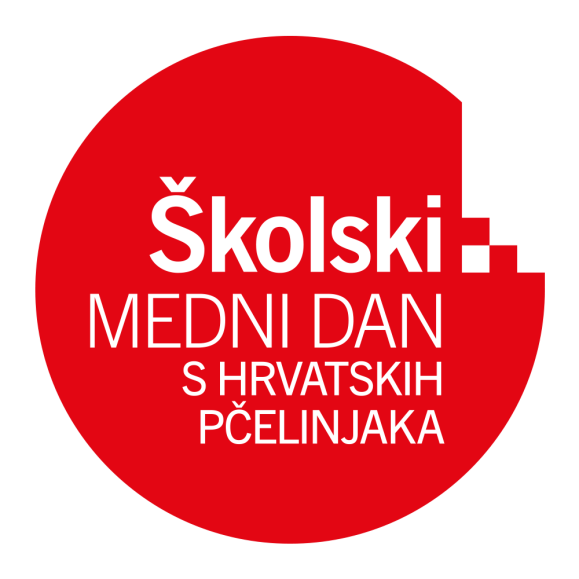 Školski
MEDNI DAN
S HRVATSKIH
PČELINJAKA